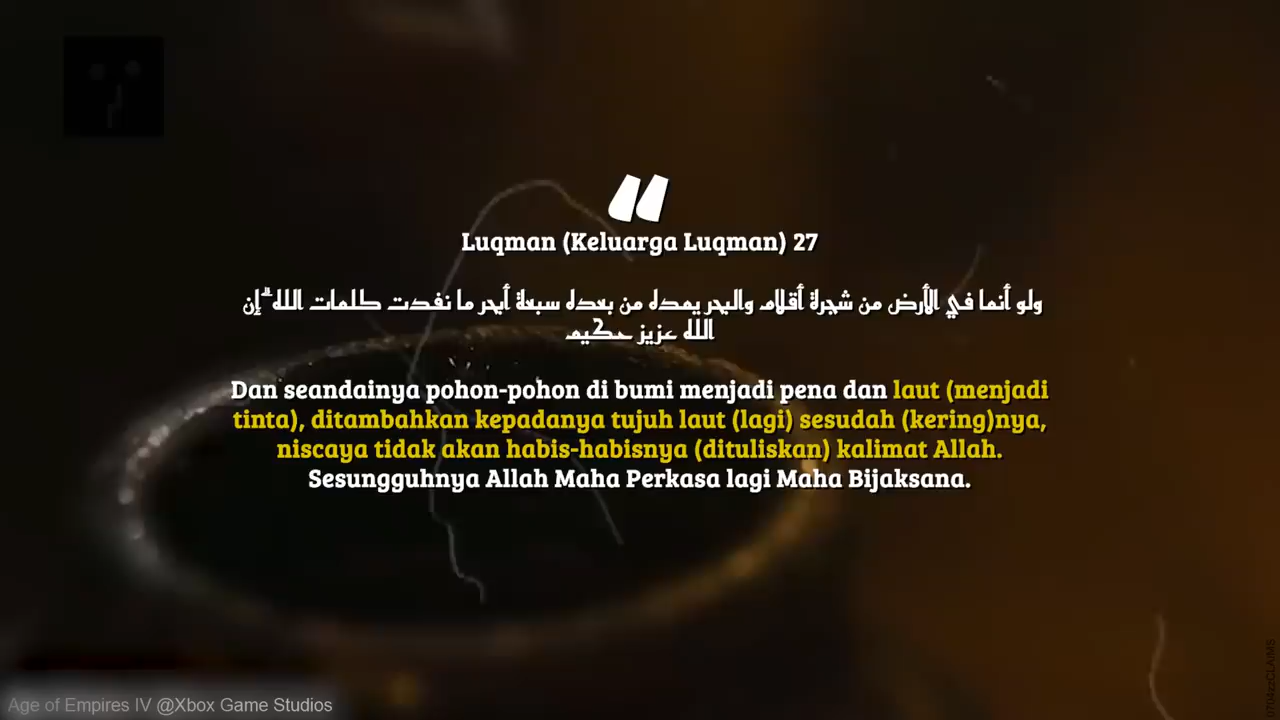 Luqman (Keluarga Luqman) 27
ولو أنما في الأرض من شجرة أقلام والبحر يمده من بعده سبعة أبحر ما نفدت كلمات الله ۗ إن
الله عزيز حكيم
Dan seandainya pohon-pohon di bumi menjadi pena dan laut (menjadi
tinta), ditambahkan kepadanya tujuh laut (lagi) sesudah (kering)nya,
niscaya tidak akan habis-habisnya (dituliskan) kalimat Allah.
Sesungguhnya Allah Maha Perkasa lagi Maha Bijaksana.
Age of Empires IV @Xbox Game Studios